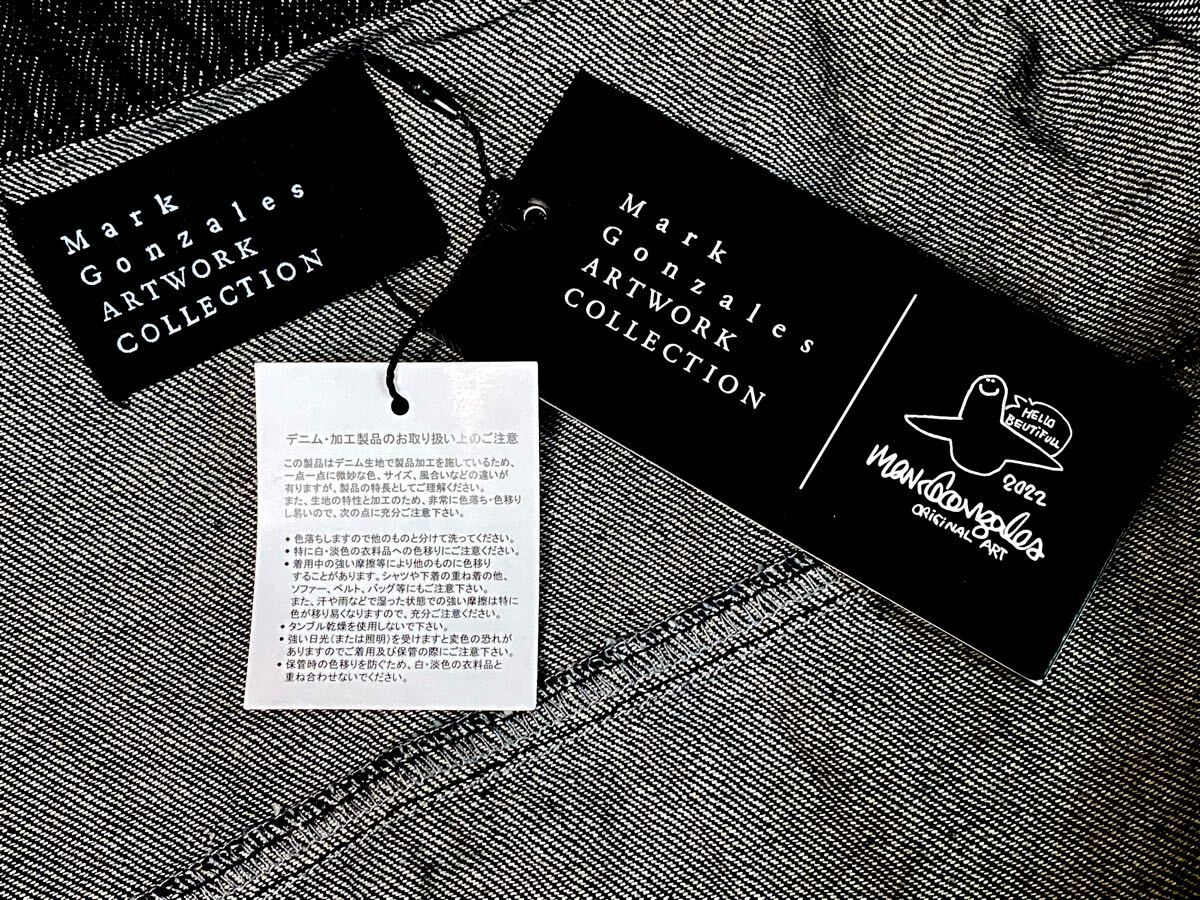 Mark
Gonzales
ARTWORK
COLLECTION
Mark
Gonzales
ARTWORK
COLLECTION
HELLO
BEUTIFULL
2022
MarkGonzales
ORIGINAL ART
デニム・加工製品のお取り扱い上のご注意
この製品はデニム生地で製品加工を施しているため、
一点一点に微妙な色、サイズ、風合いなどの違いが
有りますが、製品の特長としてご理解ください。
また、生地の特性と加工のため、非常に色落ち・色移り
し易いので、次の点に充分ご注意下さい。
• 色落ちしますので他のものと分けて洗ってください。
• 特に白・淡色の衣料品への色移りにご注意ください。
• 着用中の強い摩擦等により他のものに色移り
することがあります。シャツや下着の重ね着の他、
ソファー、ベルト、バッグ等にもご注意下さい。
また、汗や雨などで湿った状態での強い摩擦は特に
色が移り易くなりますので、充分ご注意下さい。
• タンブル乾燥を使用しないで下さい。
• 強い日光(または照明)を受けますと変色の恐れが
ありますのでご着用及び保管の際にご注意下さい。
• 保管時の色移りを防ぐため、白・淡色の衣料品と
重ね合わせないでください。